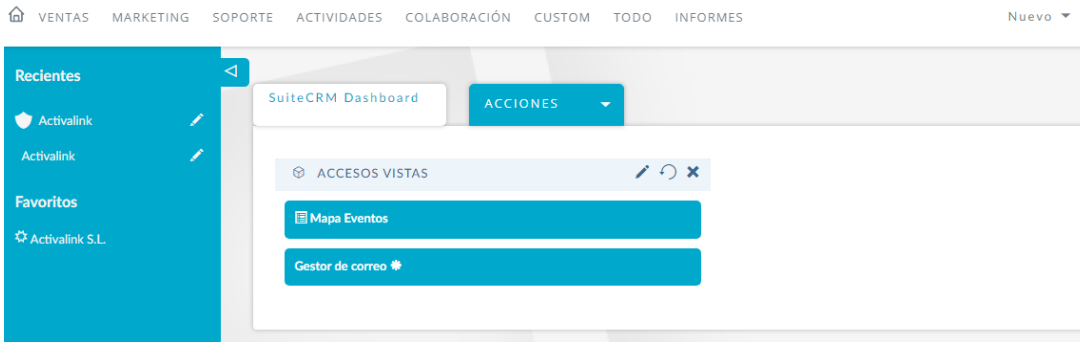 VENTAS MARKETING SOPORTE ACTIVIDADES COLABORACIÓN CUSTOM TODO INFORMES Nuevo
Recientes
Activalink
Activalink
Favoritos
Activalink S.L.
SuiteCRM Dashboard
ACCIONES
ACCESOS VISTAS
Mapa Eventos
Gestor de correo